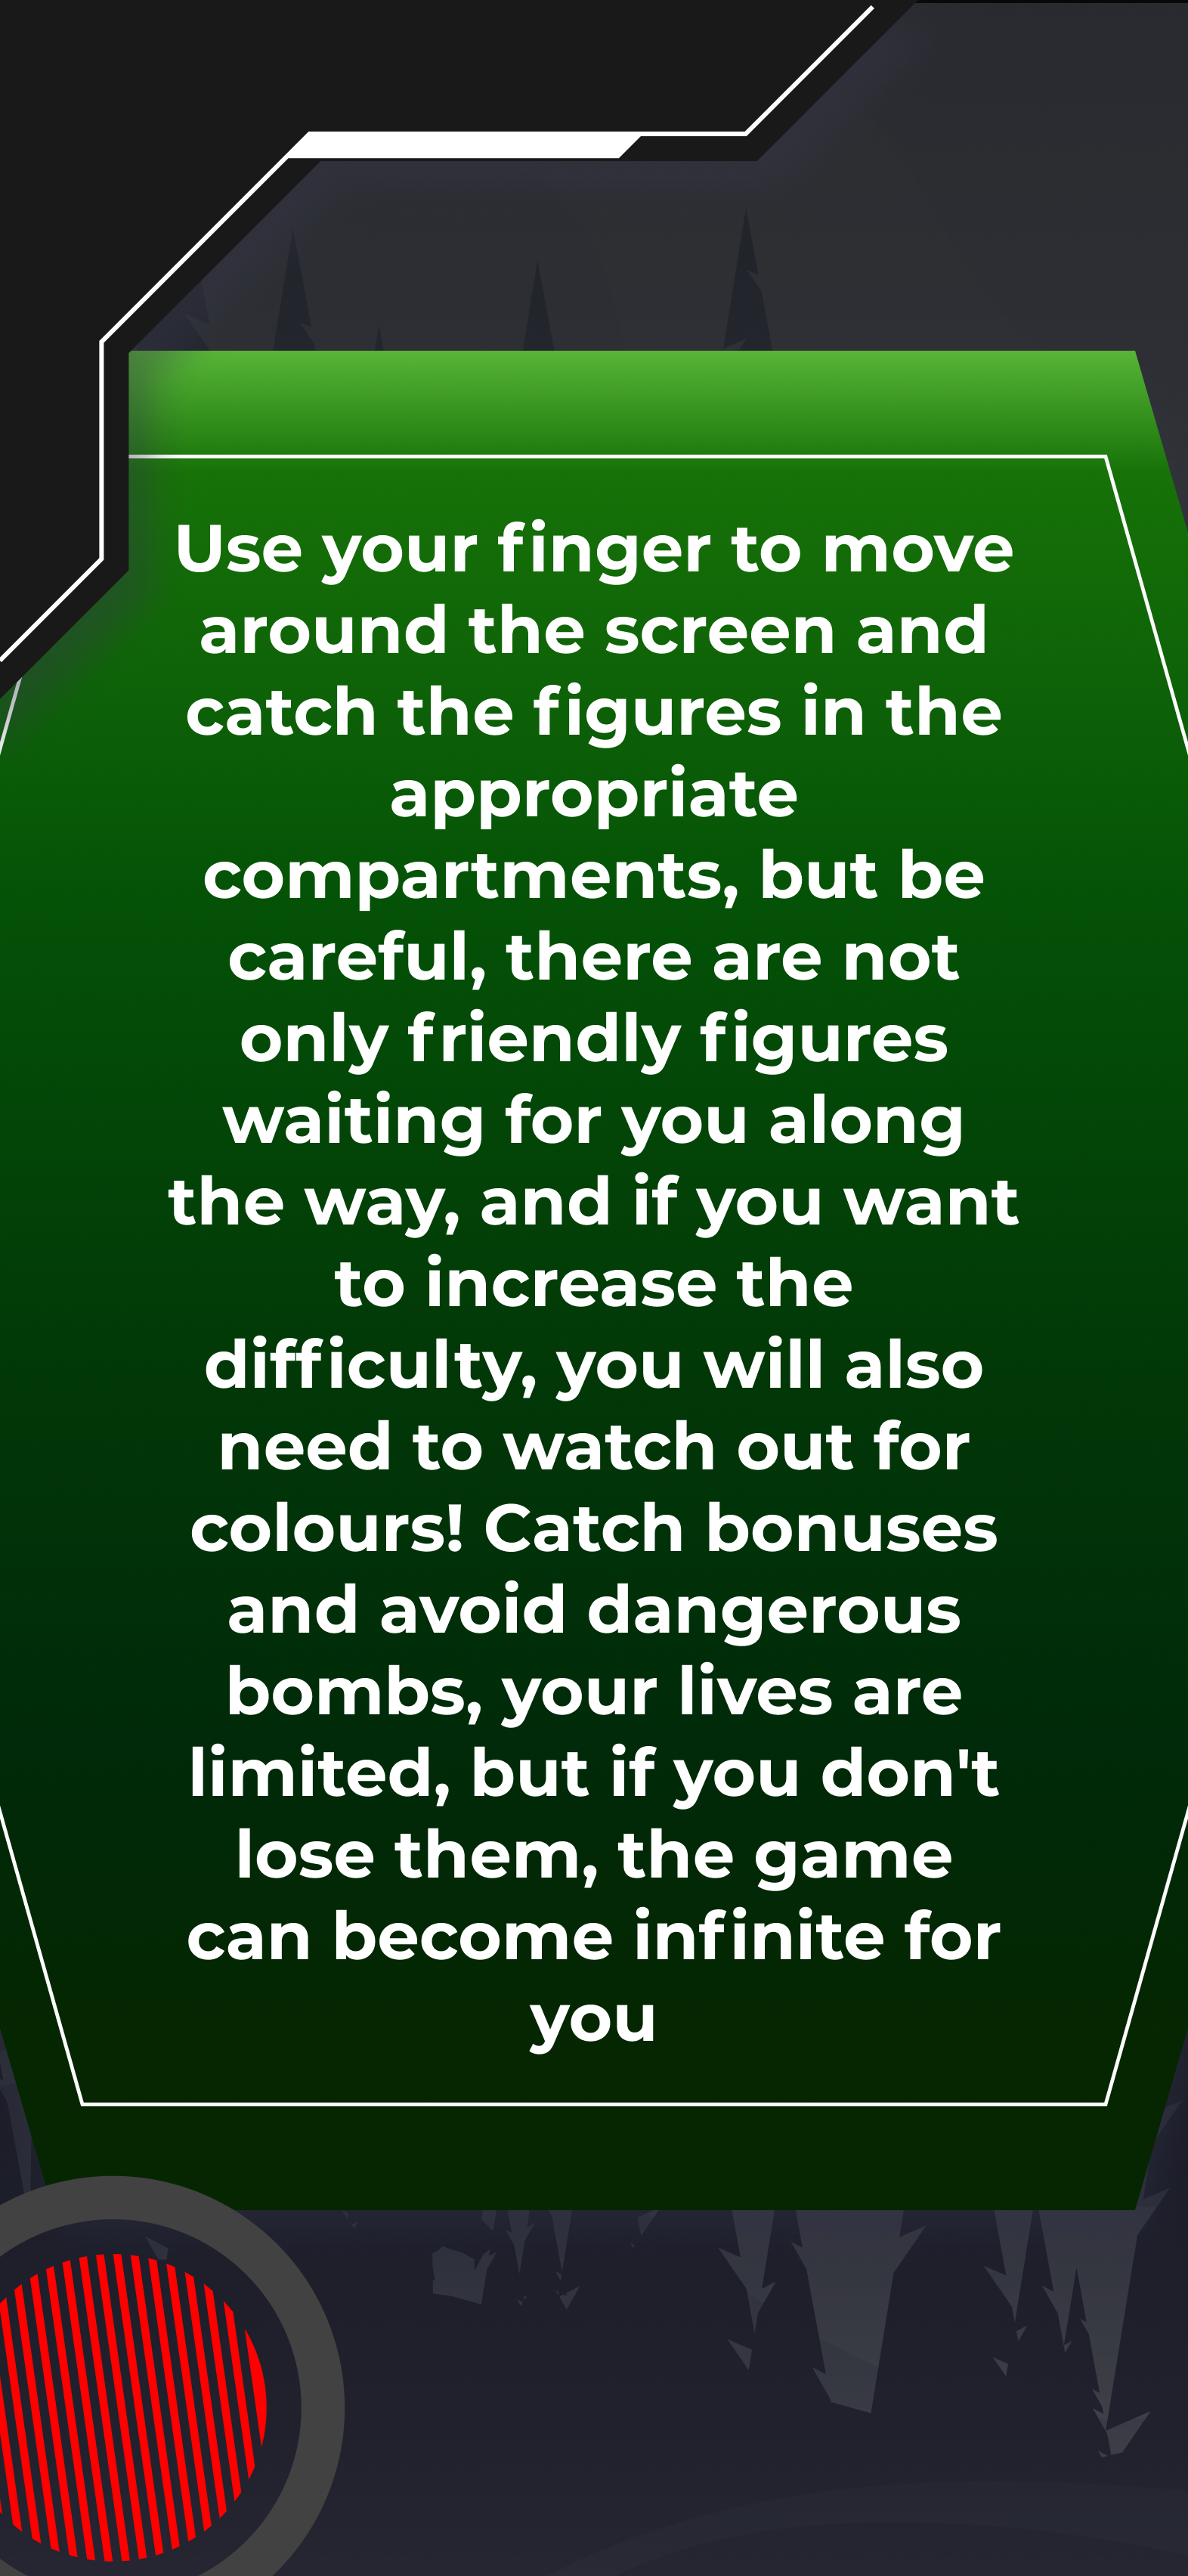 Use your finger to move
around the screen and
catch the figures in the
appropriate
compartments, but be
careful, there are not
only friendly figures
waiting for you along
the way, and if you want
to increase the
difficulty, you will also
need to watch out for
colours! Catch bonuses
and avoid dangerous
bombs, your lives are
limited, but if you don't
lose them, the game
can become infinite for
you